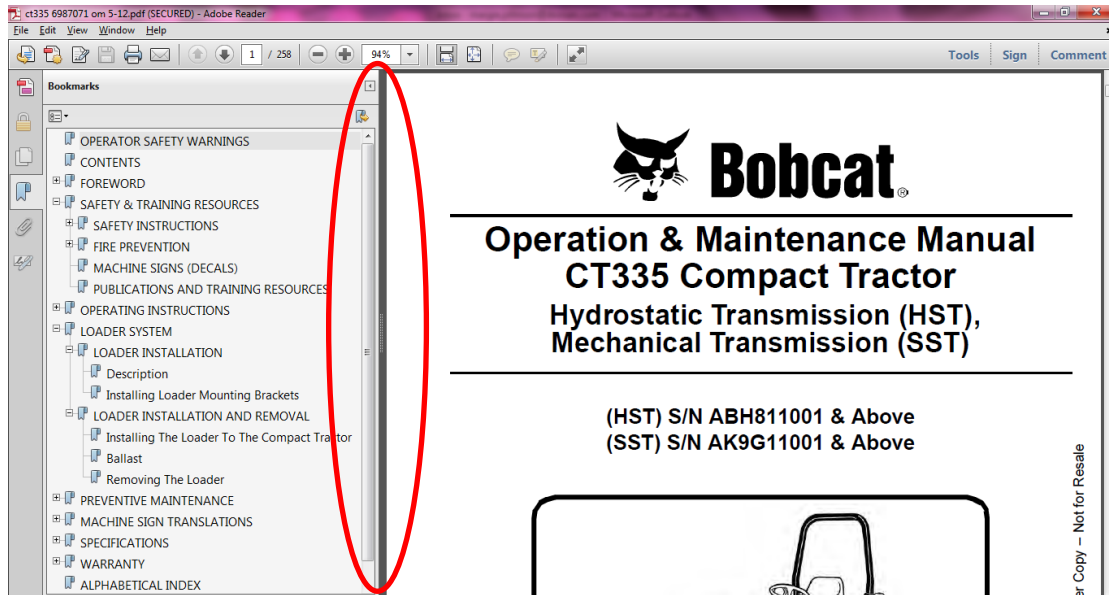 ct335 6987071 om 5-12.pdf (SECURED) - Adobe Reader
File Edit View Window Help
1 / 258 94% Tools Sign Comment
Bookmarks
OPERATOR SAFETY WARNINGS
CONTENTS
FOREWORD
SAFETY & TRAINING RESOURCES
SAFETY INSTRUCTIONS
FIRE PREVENTION
MACHINE SIGNS (DECALS)
PUBLICATIONS AND TRAINING RESOURCES
OPERATING INSTRUCTIONS
LOADER SYSTEM
LOADER INSTALLATION
Description
Installing Loader Mounting Brackets
LOADER INSTALLATION AND REMOVAL
Installing The Loader To The Compact Tractor
Ballast
Removing The Loader
PREVENTIVE MAINTENANCE
MACHINE SIGN TRANSLATIONS
SPECIFICATIONS
WARRANTY
ALPHABETICAL INDEX
Bobcat®
Operation & Maintenance Manual
CT335 Compact Tractor
Hydrostatic Transmission (HST),
Mechanical Transmission (SST)
(HST) S/N ABH811001 & Above
(SST) S/N AK9G11001 & Above
Copy – Not for Resale